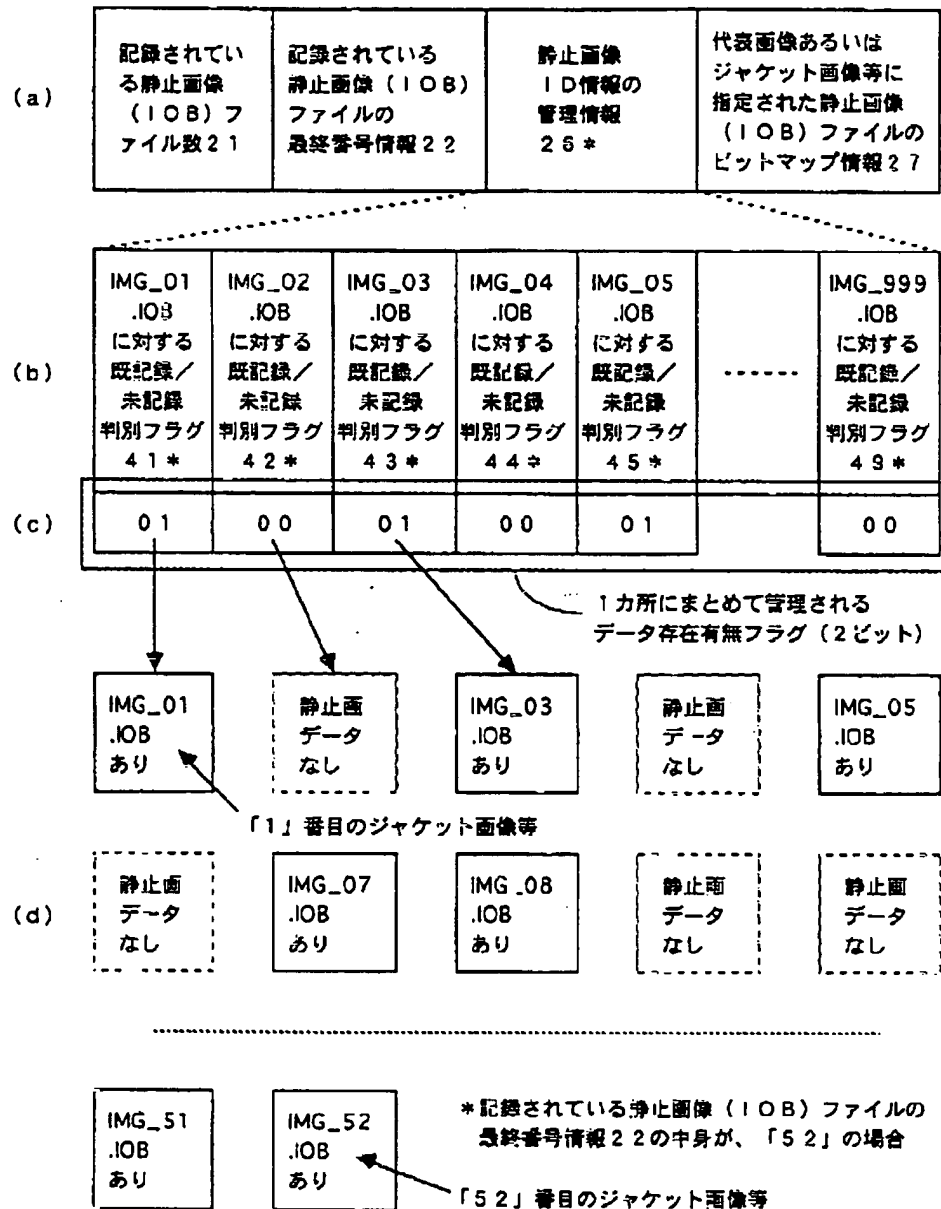 (a)
記録されてい
る静止画像
(IOB)フ
ァイル数21
記録されている
静止画像(IOB)
ファイルの
最終番号情報22
静止画像
ID情報の
管理情報
26*
代表画像あるいは
ジャケット画像等に
指定された静止画像
(IOB)ファイルの
ビットマップ情報27
(b)
IMG_01
.IOB
に対する
既記録/
未記録
判別フラグ
41*
IMG_02
.IOB
に対する
既記録/
未記録
判別フラグ
42*
IMG_03
.IOB
に対する
既記録/
未記録
判別フラグ
43*
IMG_04
.IOB
に対する
既記録/
未記録
判別フラグ
44*
IMG_05
.IOB
に対する
既記録/
未記録
判別フラグ
45*
IMG_999
.IOB
に対する
既記録/
未記録
判別フラグ
49*
(c)
01
00
01
00
01
00
1カ所にまとめて管理される
データ存在有無フラグ(2ビット)
IMG_01
.IOB
あり
静止画
データ
なし
IMG_03
.IOB
あり
静止画
データ
なし
IMG_05
.IOB
あり
「1」番目のジャケット画像等
(d)
静止画
データ
なし
IMG_07
.IOB
あり
IMG_08
.IOB
あり
静止画
データ
なし
静止画
データ
なし
IMG_51
.IOB
あり
IMG_52
.IOB
あり
*記録されている静止画像(IOB)ファイルの
最終番号情報22の中身が、「52」の場合
「52」番目のジャケット画像等